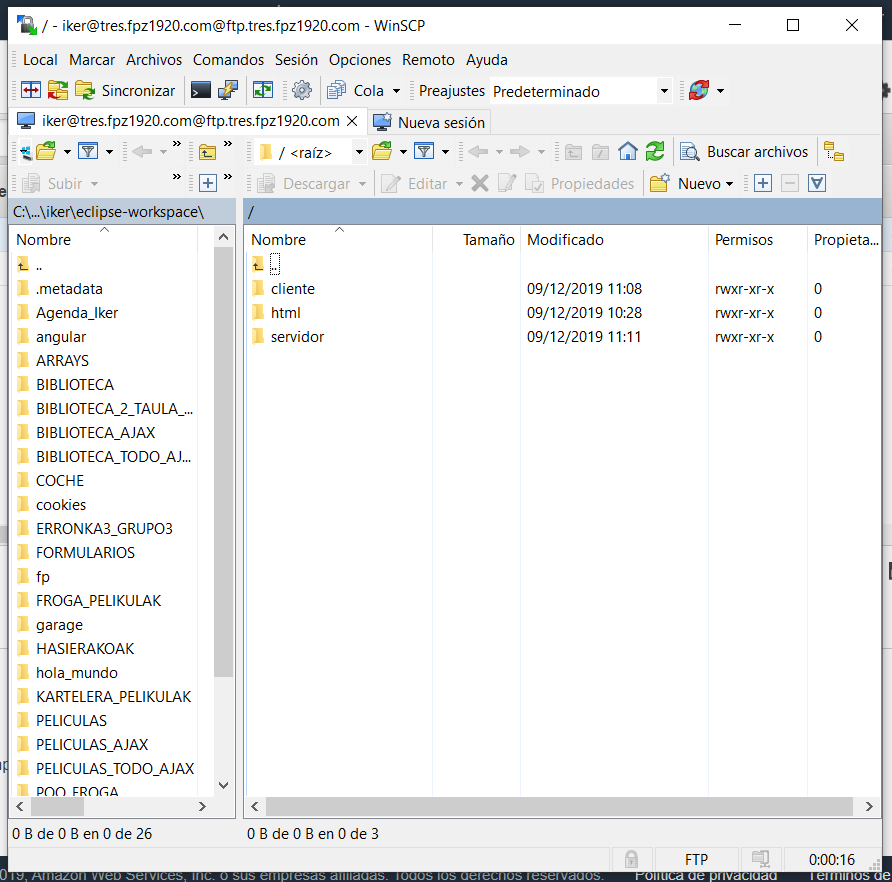 / - iker@tres.fpz1920.com@ftp.tres.fpz1920.com - WinSCP
Local Marcar Archivos Comandos Sesión Opciones Remoto Ayuda
Sincronizar Cola Preajustes Predeterminado
iker@tres.fpz1920.com@ftp.tres.fpz1920.com Nueva sesión
/ <raíz> Buscar archivos
Subir Descargar Editar Propiedades Nuevo
C:\...\iker\eclipse-workspace\ /
Nombre
..
.metadata
Agenda_Iker
angular
ARRAYS
BIBLIOTECA
BIBLIOTECA_2_TAULA_...
BIBLIOTECA_AJAX
BIBLIOTECA_TODO_AJ...
COCHE
cookies
ERRONKA3_GRUPO3
FORMULARIOS
fp
FROGA_PELIKULAK
garage
HASIERAKOAK
hola_mundo
KARTELERA_PELIKULAK
PELICULAS
PELICULAS_AJAX
PELICULAS_TODO_AJAX
POO_FROGA
Nombre Tamaño Modificado Permisos Propieta...
..
cliente 09/12/2019 11:08 rwxr-xr-x 0
html 09/12/2019 10:28 rwxr-xr-x 0
servidor 09/12/2019 11:11 rwxr-xr-x 0
0 B de 0 B en 0 de 26 0 B de 0 B en 0 de 3
FTP 0:00:16
019, Amazon Web Services, Inc. o sus empresas afiliadas. Todos los derechos reservados. Política de privacidad Términos de